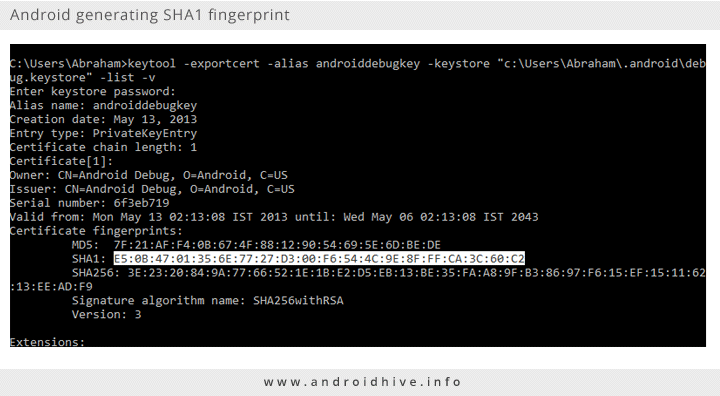 Android generating SHA1 fingerprint
C:\Users\Abraham>keytool -exportcert -alias androiddebugkey -keystore "c:\Users\Abraham\.android\deb
ug.keystore" -list -v
Enter keystore password:
Alias name: androiddebugkey
Creation date: May 13, 2013
Entry type: PrivateKeyEntry
Certificate chain length: 1
Certificate[1]:
Owner: CN=Android Debug, O=Android, C=US
Issuer: CN=Android Debug, O=Android, C=US
Serial number: 6f3eb719
Valid from: Mon May 13 02:13:08 IST 2013 until: Wed May 06 02:13:08 IST 2043
Certificate fingerprints:
MD5: 7F:21:AF:F4:0B:67:4F:88:12:90:54:69:5E:6D:BE:DE
SHA1: E5:0B:47:01:35:6E:77:27:D3:00:F6:54:4C:9E:8F:FF:CA:3C:60:C2
SHA256: 3E:23:20:84:9A:77:66:52:1E:1B:E2:D5:EB:13:BE:35:FA:A8:9F:B3:86:97:F6:15:EF:15:11:62
:13:EE:AD:F9
Signature algorithm name: SHA256withRSA
Version: 3
Extensions:
www.androidhive.info